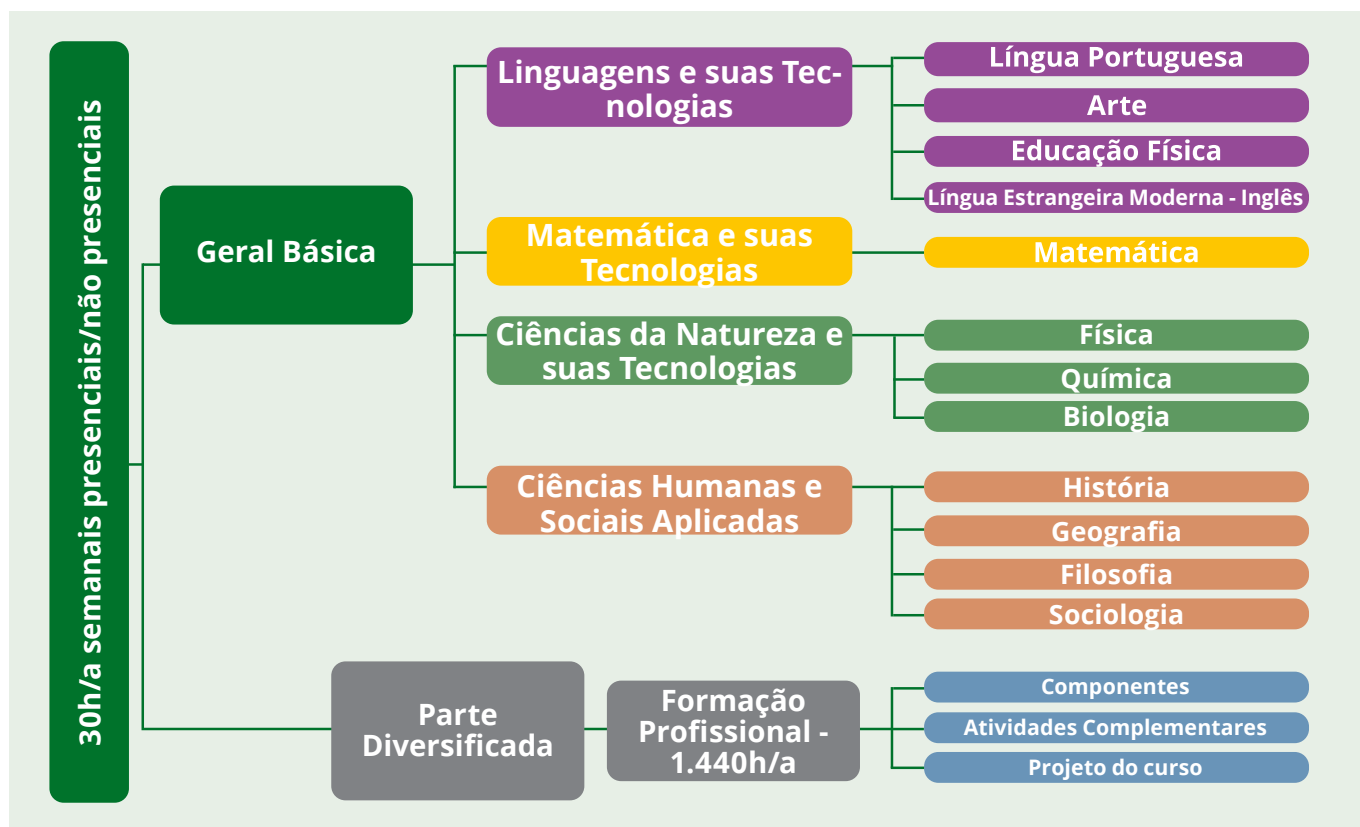 30h/a semanais presenciais/não presenciais
Geral Básica
Linguagens e suas Tec-
nologias
Língua Portuguesa
Arte
Educação Física
Língua Estrangeira Moderna - Inglês
Matemática e suas
Tecnologias
Matemática
Ciências da Natureza e
suas Tecnologias
Física
Química
Biologia
Ciências Humanas e
Sociais Aplicadas
História
Geografia
Filosofia
Sociologia
Parte
Diversificada
Formação
Profissional -
1.440h/a
Componentes
Atividades Complementares
Projeto do curso